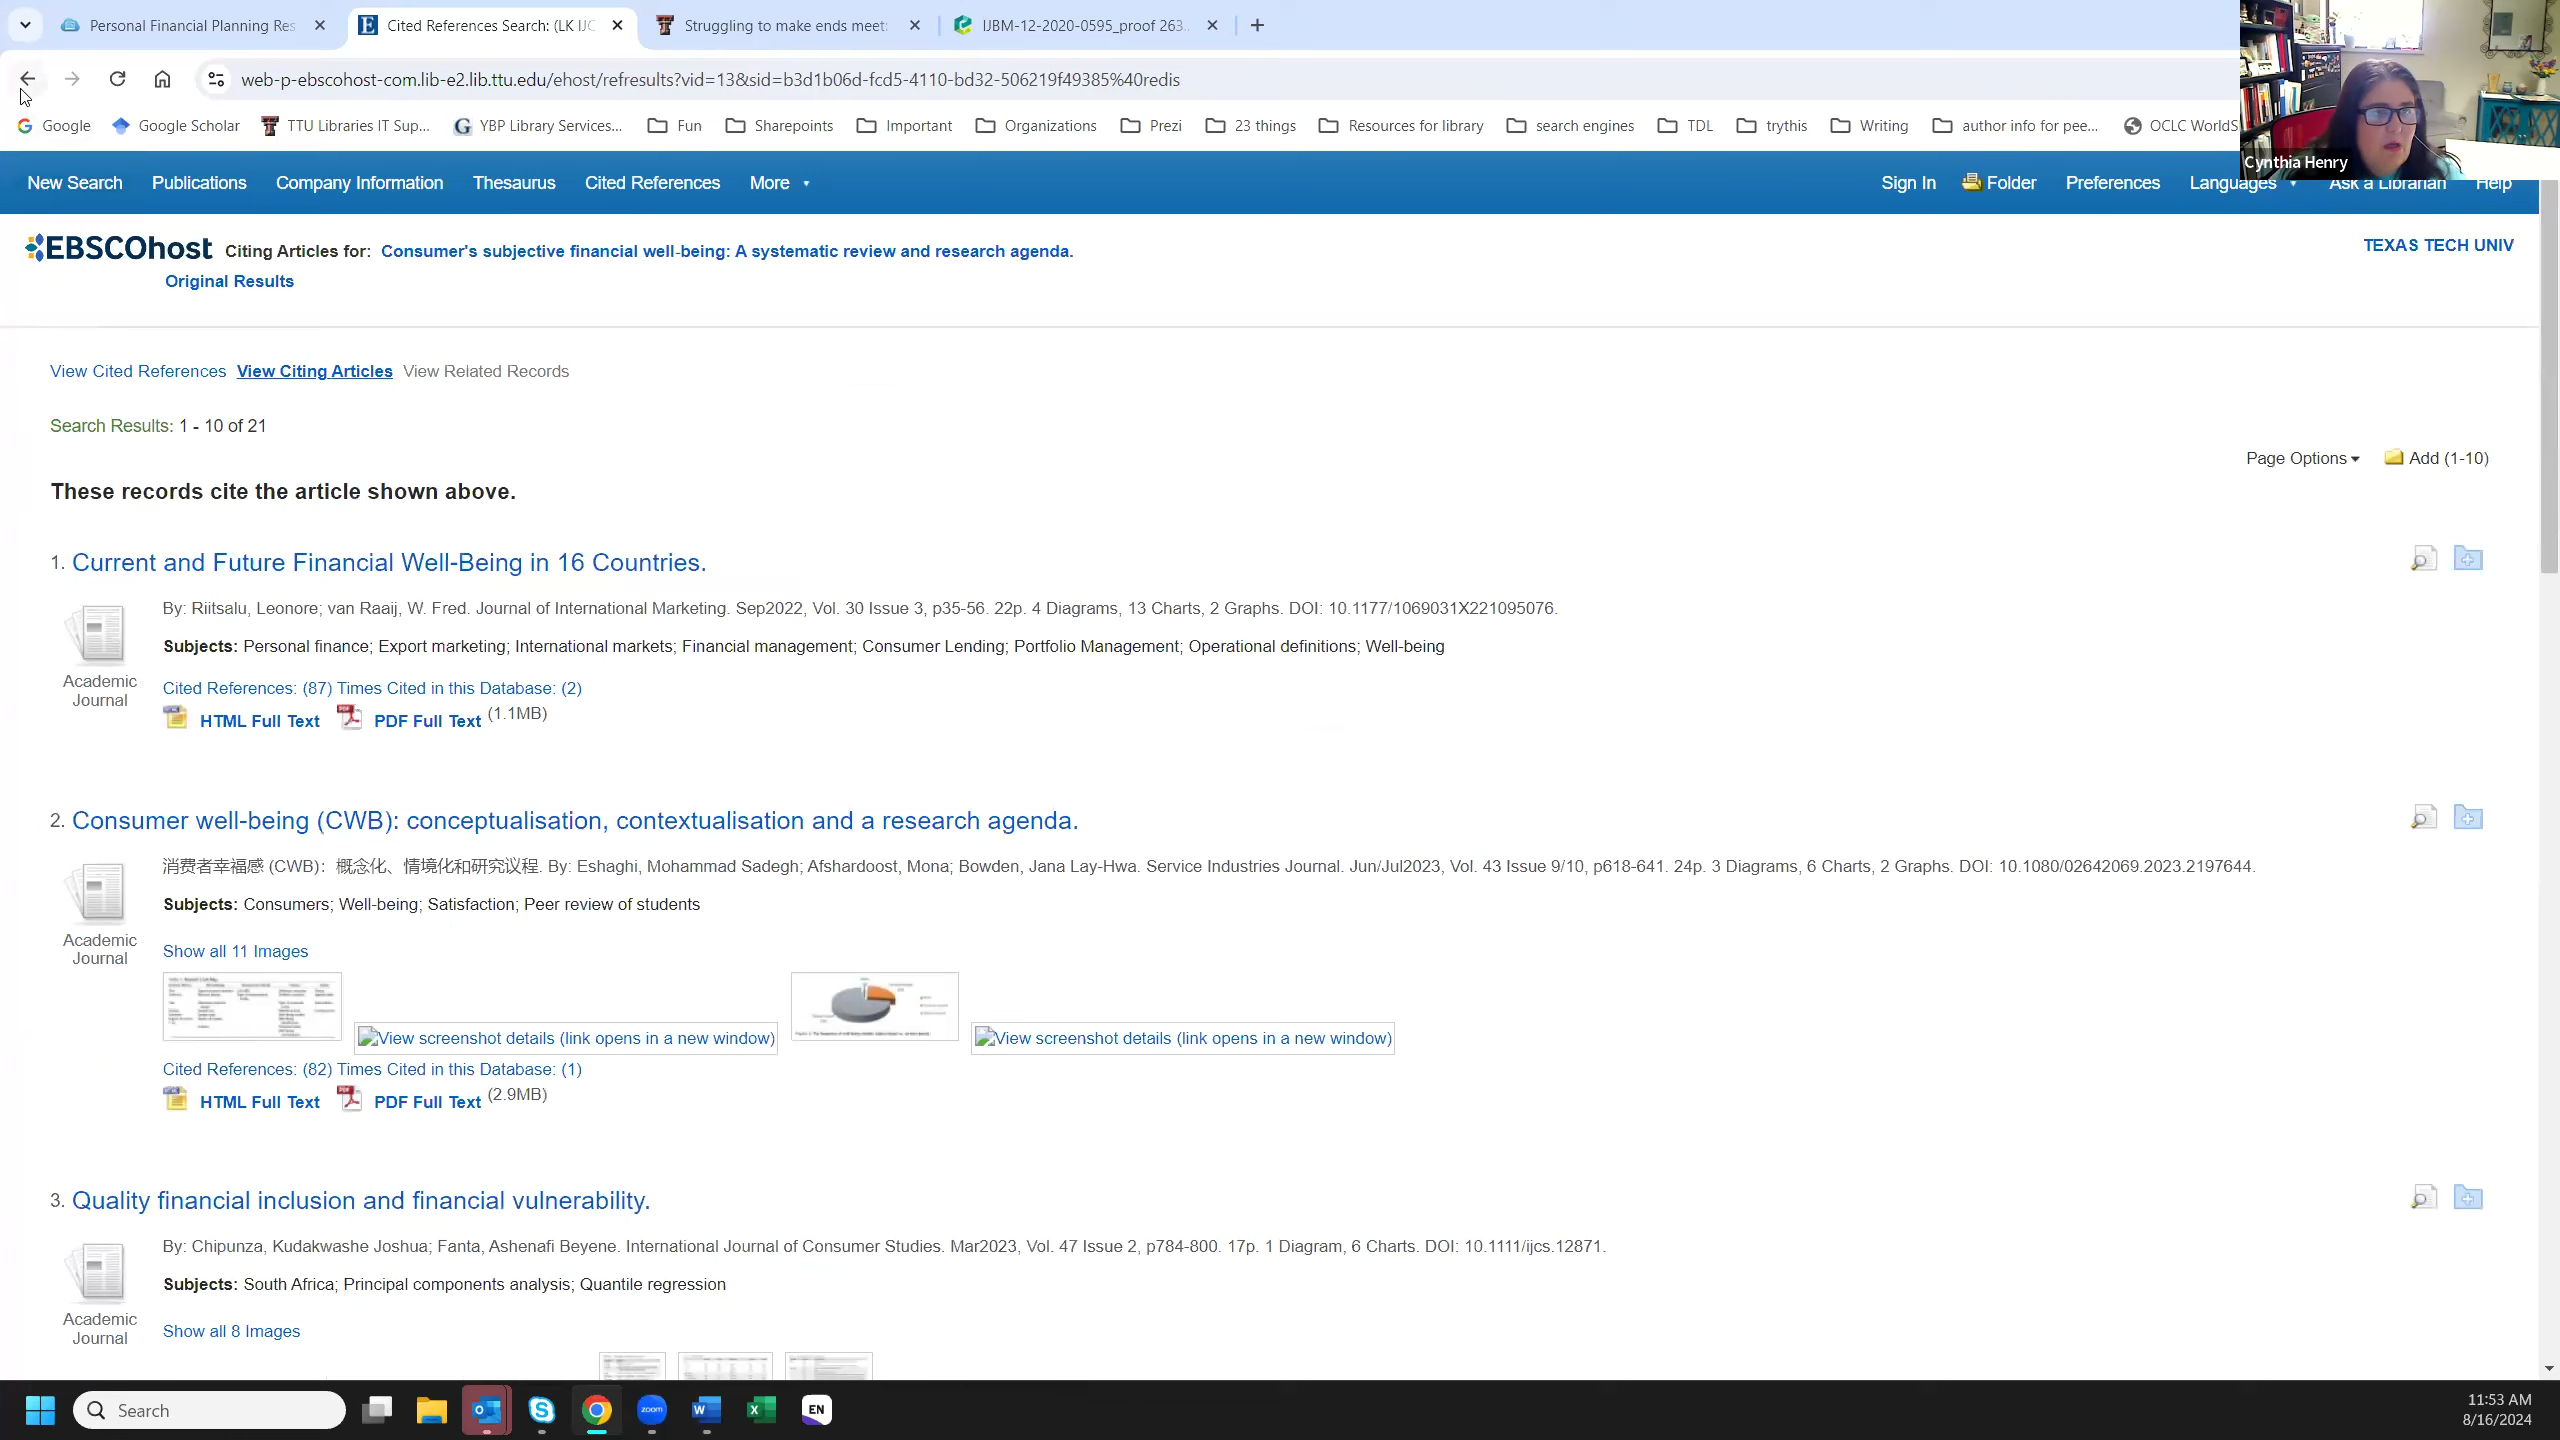 Personal Financial Planning Res
Cited References Search: (LK IJC
Struggling to make ends meet:
IJBM-12-2020-0595_proof 263..
web-p-ebscohost-com.lib-e2.lib.ttu.edu/ehost/refresults?vid=13&sid=b3d1b06d-fcd5-4110-bd32-506219f49385%40redis
Google
Google Scholar
TTU Libraries IT Sup...
YBP Library Services...
Fun
Sharepoints
Important
Organizations
Prezi
23 things
Resources for library
search engines
TDL
trythis
Writing
author info for pee...
OCLC WorldS
Cynthia Henry
New Search
Publications
Company Information
Thesaurus
Cited References
More
Sign In
Folder
Preferences
Languages
Ask a Librarian
Help
EBSCOhost
Citing Articles for: Consumer's subjective financial well-being: A systematic review and research agenda.
TEXAS TECH UNIV
Original Results
View Cited References View Citing Articles View Related Records
Search Results: 1 - 10 of 21
Page Options
Add (1-10)
These records cite the article shown above.
1. Current and Future Financial Well-Being in 16 Countries.
By: Riitsalu, Leonore; van Raaij, W. Fred. Journal of International Marketing. Sep2022, Vol. 30 Issue 3, p35-56. 22p. 4 Diagrams, 13 Charts, 2 Graphs. DOI: 10.1177/1069031X221095076.
Subjects: Personal finance; Export marketing; International markets; Financial management; Consumer Lending; Portfolio Management; Operational definitions; Well-being
Academic
Journal
Cited References: (87) Times Cited in this Database: (2)
HTML Full Text
PDF Full Text (1.1MB)
2. Consumer well-being (CWB): conceptualisation, contextualisation and a research agenda.
消费者幸福感 (CWB)： 概念化、情境化和研究议程. By: Eshaghi, Mohammad Sadegh; Afshardoost, Mona; Bowden, Jana Lay-Hwa. Service Industries Journal. Jun/Jul2023, Vol. 43 Issue 9/10, p618-641. 24p. 3 Diagrams, 6 Charts, 2 Graphs. DOI: 10.1080/02642069.2023.2197644.
Subjects: Consumers; Well-being; Satisfaction; Peer review of students
Academic
Journal
Show all 11 Images
View screenshot details (link opens in a new window)
View screenshot details (link opens in a new window)
Cited References: (82) Times Cited in this Database: (1)
HTML Full Text
PDF Full Text (2.9MB)
3. Quality financial inclusion and financial vulnerability.
By: Chipunza, Kudakwashe Joshua; Fanta, Ashenafi Beyene. International Journal of Consumer Studies. Mar2023, Vol. 47 Issue 2, p784-800. 17p. 1 Diagram, 6 Charts. DOI: 10.1111/ijcs.12871.
Subjects: South Africa; Principal components analysis; Quantile regression
Academic
Journal
Show all 8 Images
Search
zoom
EN
11:53 AM
8/16/2024